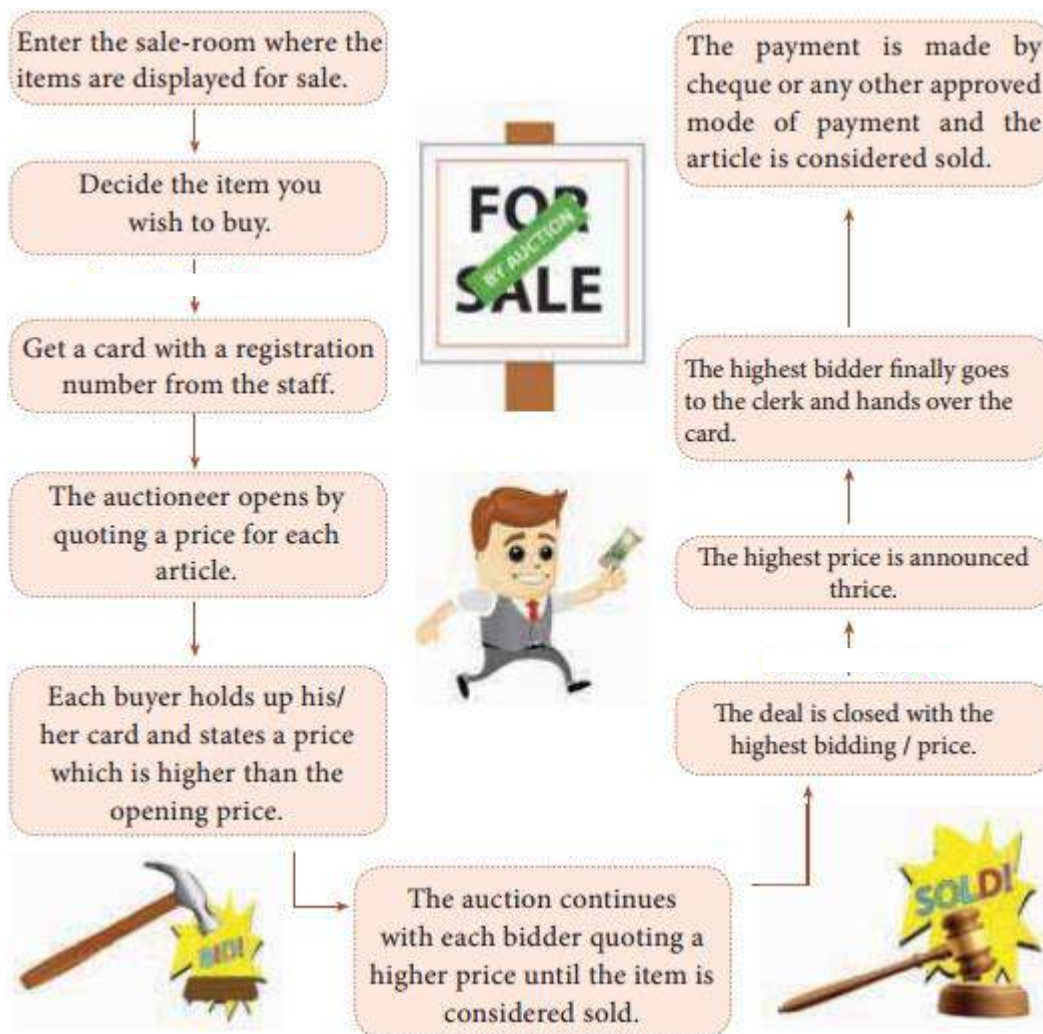 Enter the sale-room where the
items are displayed for sale.
Decide the item you
wish to buy.
Get a card with a registration
number from the staff.
The auctioneer opens by
quoting a price for each
article.
Each buyer holds up his/
her card and states a price
which is higher than the
opening price.
BID!
The auction continues
with each bidder quoting a
higher price until the item is
considered sold.
SOLD!
The deal is closed with the
highest bidding / price.
The highest price is announced
thrice.
The highest bidder finally goes
to the clerk and hands over the
card.
The payment is made by
cheque or any other approved
mode of payment and the
article is considered sold.
FOR
BY AUCTION
SALE